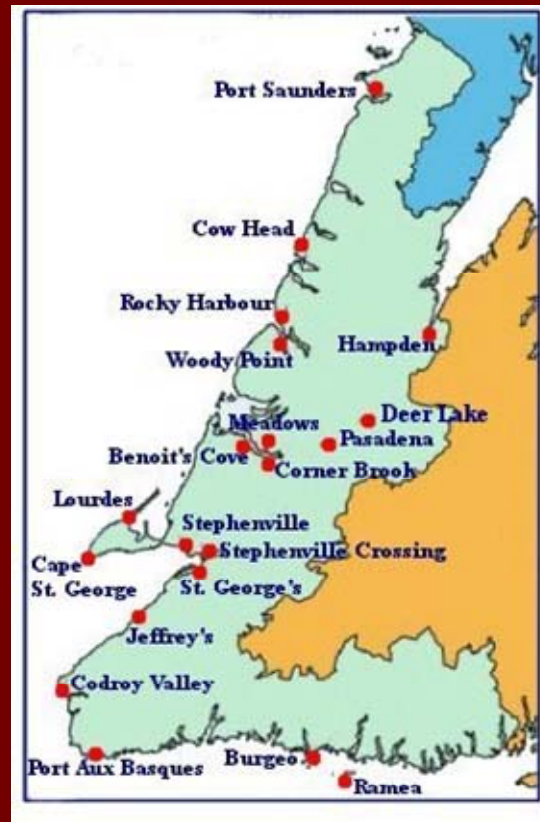 Port Saunders
Cow Head
Rocky Harbour
Woody Point
Hampden
Deer Lake
Meadows
Pasadena
Benoit's Cove
Corner Brook
Lourdes
Stephenville
Stephenville Crossing
Cape
St. George
St. George's
Jeffrey's
Codroy Valley
Port Aux Basques
Burgeo
Ramea